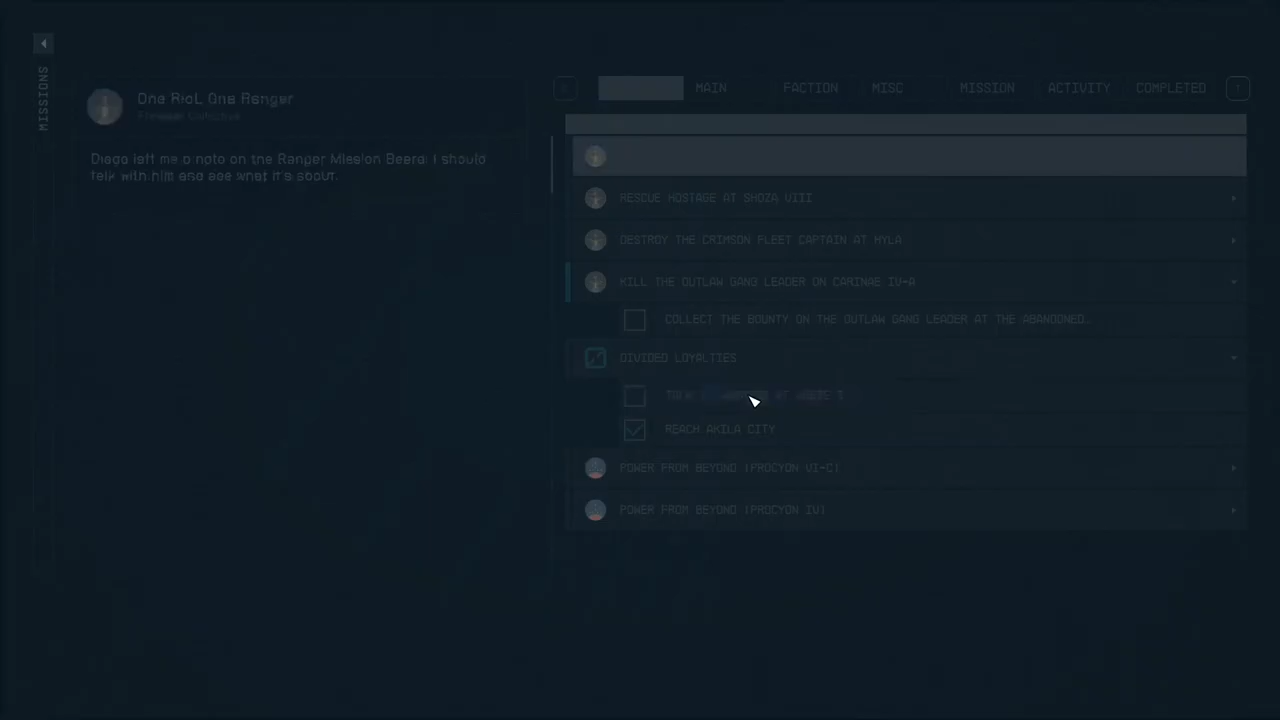 MISSIONS
One Riot, One Ranger
Freestar Collective
Diego left me a note on the Ranger Mission Board. I should
talk with him and see what it's about.
MAIN FACTION MISC MISSION ACTIVITY COMPLETED
RESCUE HOSTAGE AT SHOZA VIII
DESTROY THE CRIMSON FLEET CAPTAIN AT HYLA
KILL THE OUTLAW GANG LEADER ON CARINAE IV-A
COLLECT THE BOUNTY ON THE OUTLAW GANG LEADER AT THE ABANDONED...
DIVIDED LOYALTIES
REACH AKILA CITY
POWER FROM BEYOND (PROCYON VI-C)
POWER FROM BEYOND (PROCYON IV)